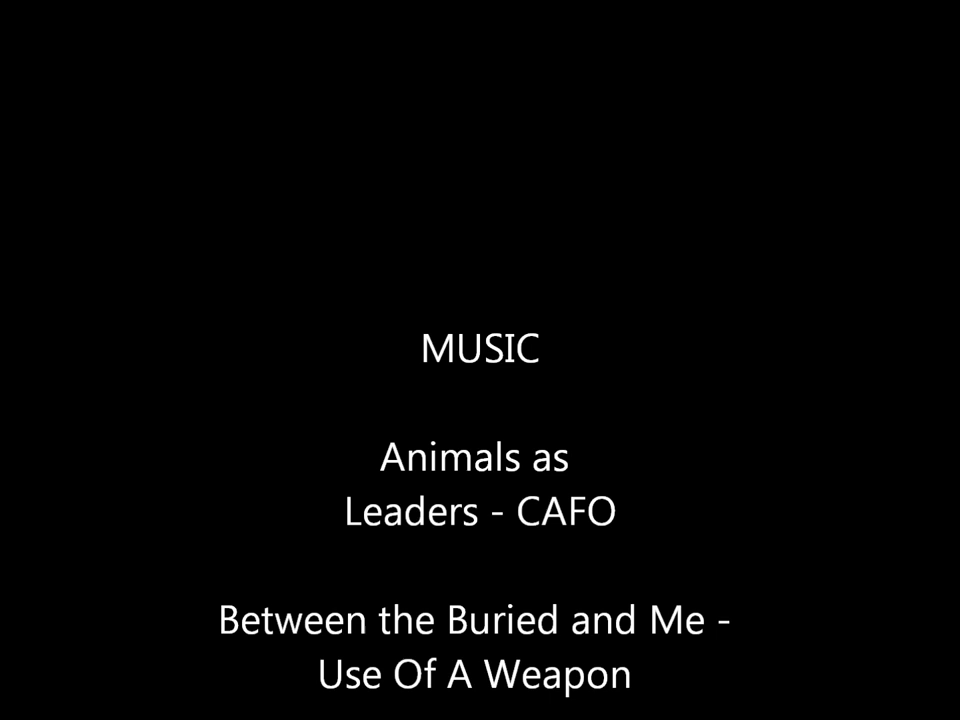 MUSIC
Animals as
Leaders - CAFO
Between the Buried and Me -
Use Of A Weapon